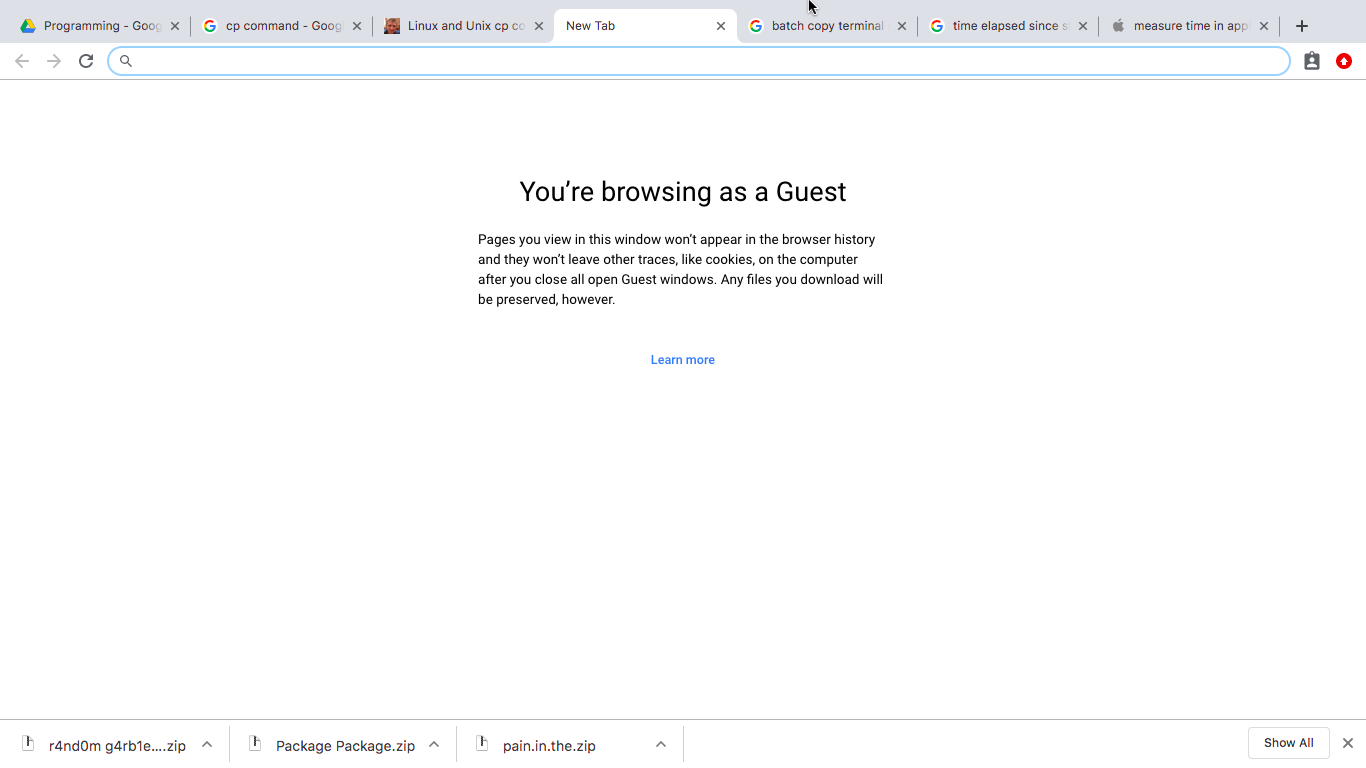 Programming - Goog
cp command - Goog
Linux and Unix cp co
New Tab
batch copy terminal
time elapsed since s
measure time in app
You’re browsing as a Guest
Pages you view in this window won’t appear in the browser history
and they won’t leave other traces, like cookies, on the computer
after you close all open Guest windows. Any files you download will
be preserved, however.
Learn more
r4nd0m g4rb1e....zip
Package Package.zip
pain.in.the.zip
Show All